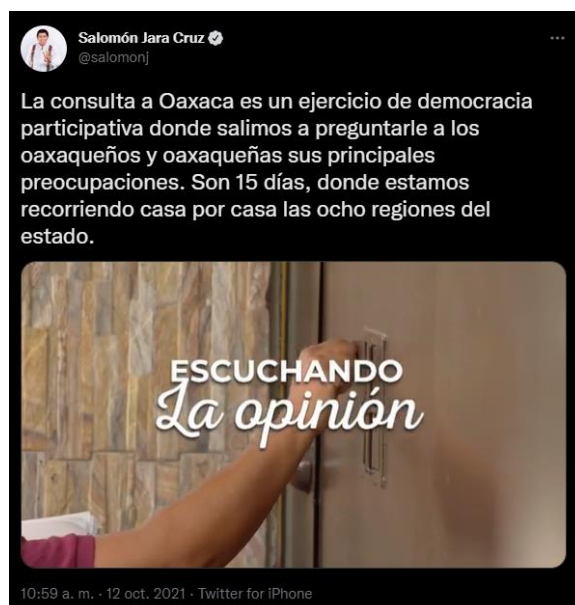 Salomón Jara Cruz
@salomonj
La consulta a Oaxaca es un ejercicio de democracia
participativa donde salimos a preguntarle a los
oaxaqueños y oaxaqueñas sus principales
preocupaciones. Son 15 días, donde estamos
recorriendo casa por casa las ocho regiones del
estado.
ESCUCHANDO
La opinión
10:59 a. m. · 12 oct. 2021 · Twitter for iPhone